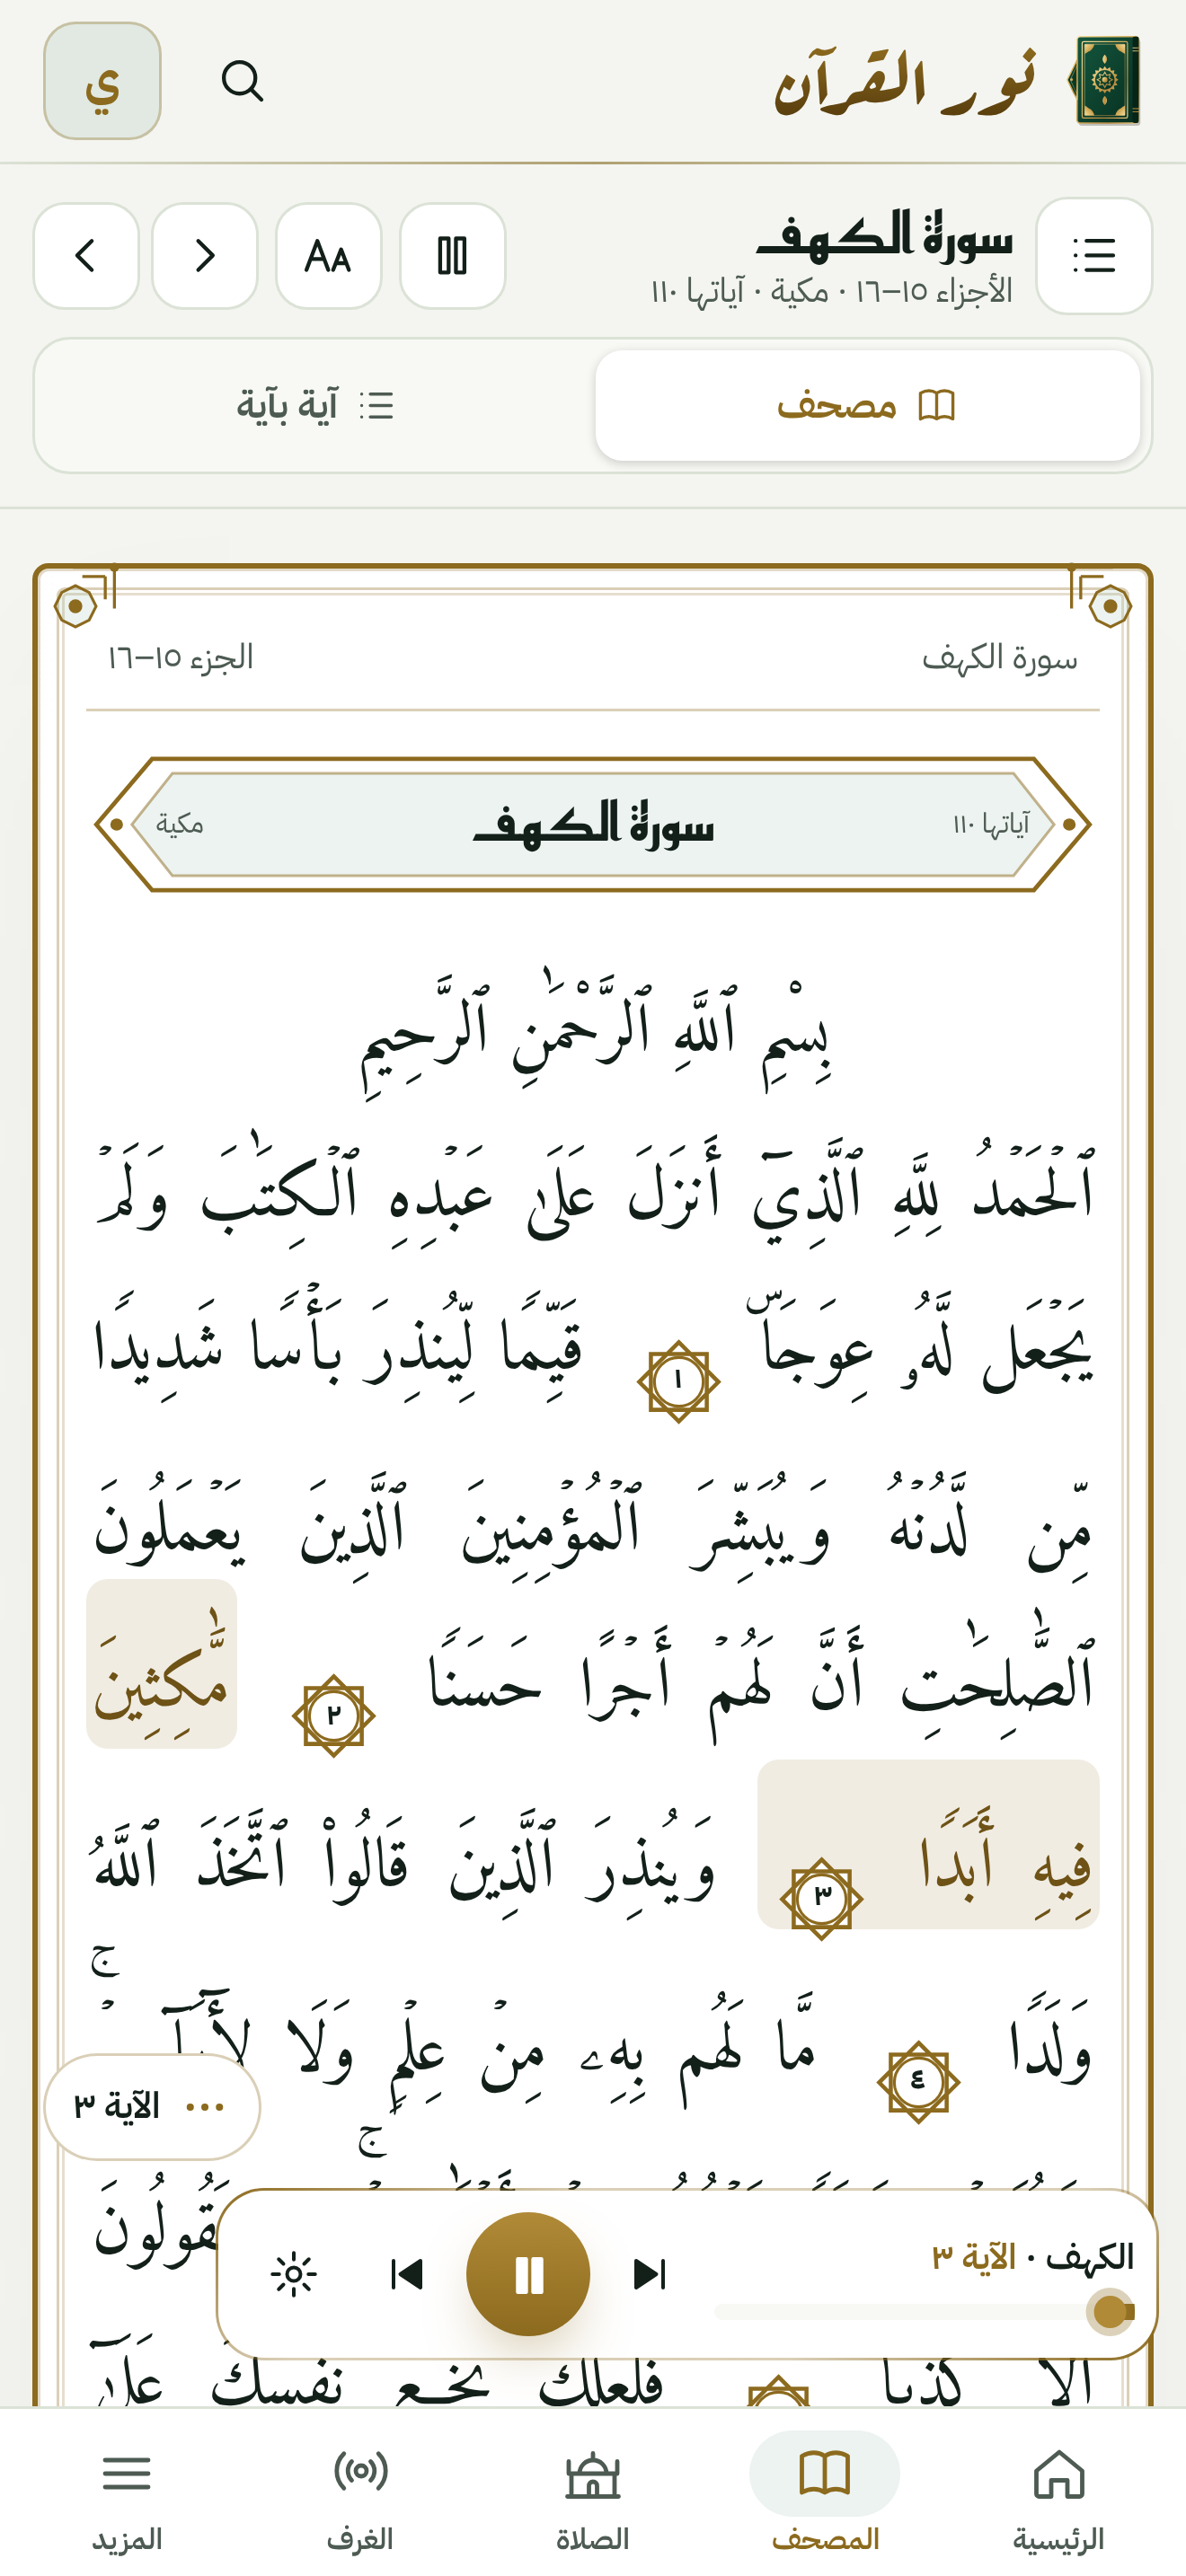 نور القرآن
ي
سورة الكهف
الأجزاء ١٥–١٦ · مكية · آياتها ١١٠
AA
مصحف
آية بآية
سورة الكهف
الجزء ١٥–١٦
آياتها ١١٠
سورة الكهف
مكية
بِسْمِ ٱللَّهِ ٱلرَّحْمَٰنِ ٱلرَّحِيمِ
ٱلْحَمْدُ لِلَّهِ ٱلَّذِيٓ أَنزَلَ عَلَىٰ عَبْدِهِ ٱلْكِتَٰبَ وَلَمْ
يَجْعَل لَّهُۥ عِوَجَاۜ ١ قَيِّمًا لِّيُنذِرَ بَأْسًا شَدِيدًا
مِّن لَّدُنْهُ وَيُبَشِّرَ ٱلْمُؤْمِنِينَ ٱلَّذِينَ يَعْمَلُونَ
ٱلصَّٰلِحَٰتِ أَنَّ لَهُمْ أَجْرًا حَسَنًا ٢ مَّٰكِثِينَ
فِيهِ أَبَدًا ٣ وَيُنذِرَ ٱلَّذِينَ قَالُوا۟ ٱتَّخَذَ ٱللَّهُ
وَلَدًا ٤ مَّا لَهُم بِهِۦ مِنْ عِلْمٍ وَلَا
الآية ٣
الكهف · الآية ٣
الرئيسية
المصحف
الصلاة
الغرف
المزيد